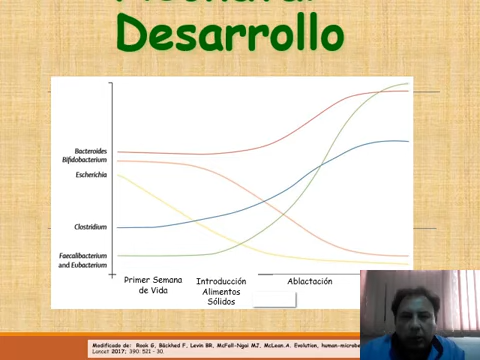 Desarrollo
Bacteroides
Bifidobacterium
Escherichia
Clostridium
Faecalibacterium
and Eubacterium
Primer Semana
de Vida
Introducción
Alimentos
Sólidos
Ablactación
Modificado de: Rook G, Bäckhed F, Levin BR, McFall-Ngai MJ, McLean.A. Evolution, human-microbe
Lancet 2017; 390: 521 - 30.